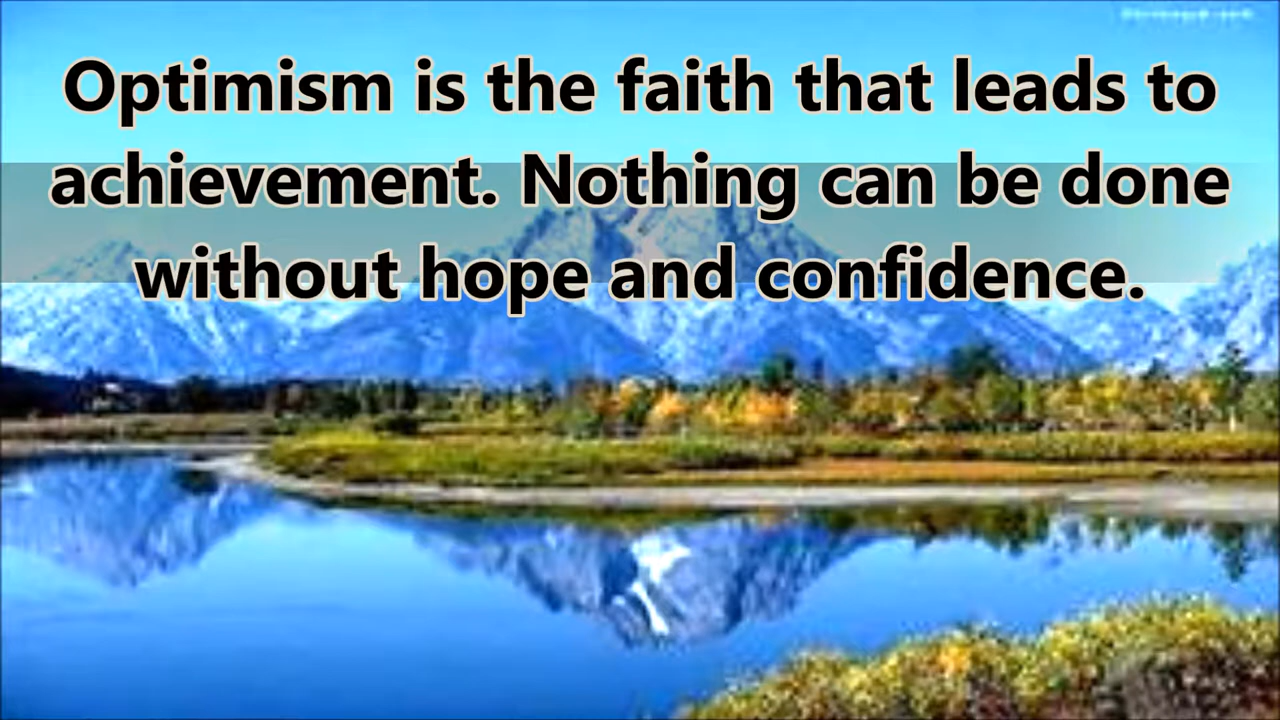 Optimism is the faith that leads to
achievement. Nothing can be done
without hope and confidence.